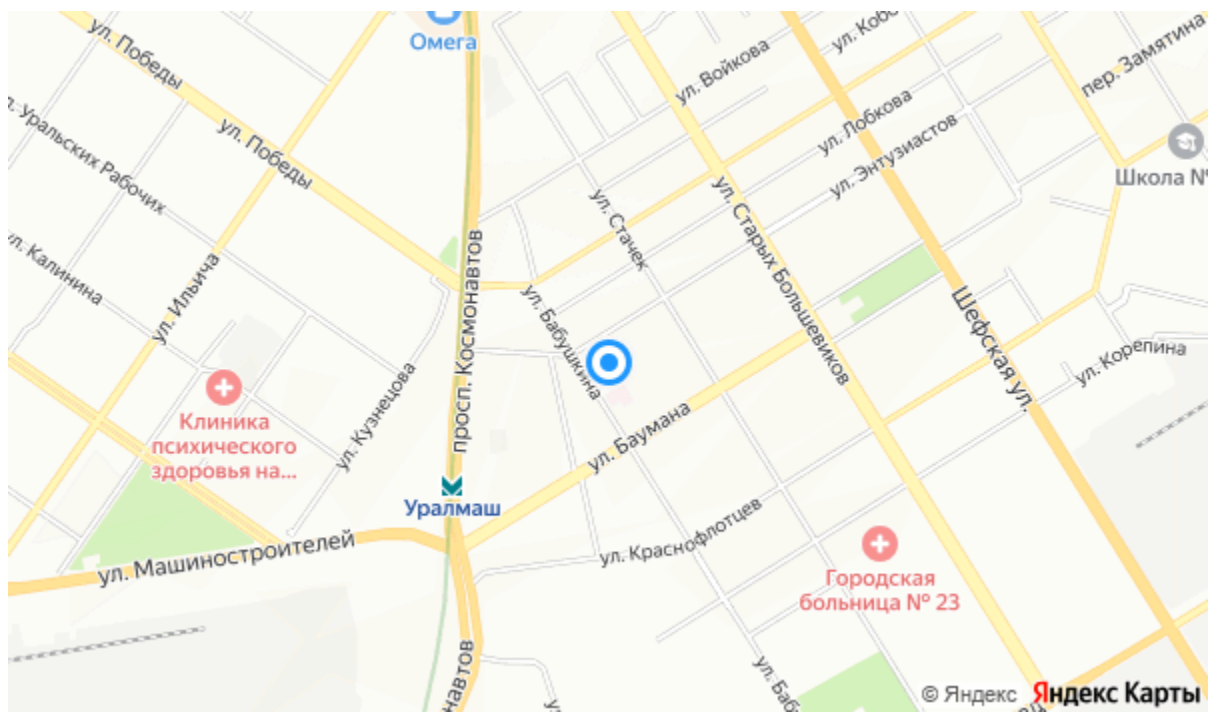 Омега
ул. Победы
ул. Войкова
ул. Кобо
пер. Замятина
ул. Лобкова
ул. Уральских Рабочих
ул. Победы
ул. Энтузиастов
Школа №
ул. Стачек
ул. Старых Большевиков
ул. Калинина
ул. Ильича
просп. Космонавтов
ул. Бабушкина
Шефская ул.
ул. Корепина
Клиника
психического
здоровья на...
ул. Кузнецова
ул. Баумана
Уралмаш
ул. Машиностроителей
ул. Краснофлотцев
Городская
больница № 23
навтов
ул. Баб
© Яндекс Яндекс Карты